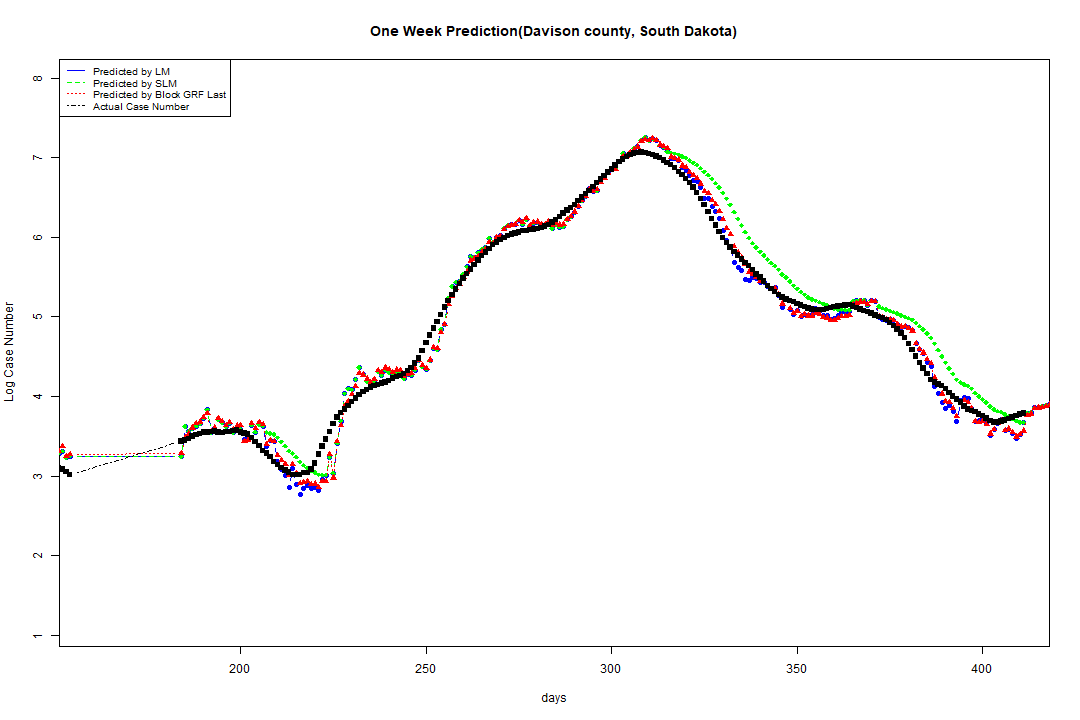 One Week Prediction(Davison county, South Dakota)
Predicted by LM
Predicted by SLM
Predicted by Block GRF Last
Actual Case Number
Log Case Number
8
7
6
5
4
3
2
1
200 250 300 350 400
days